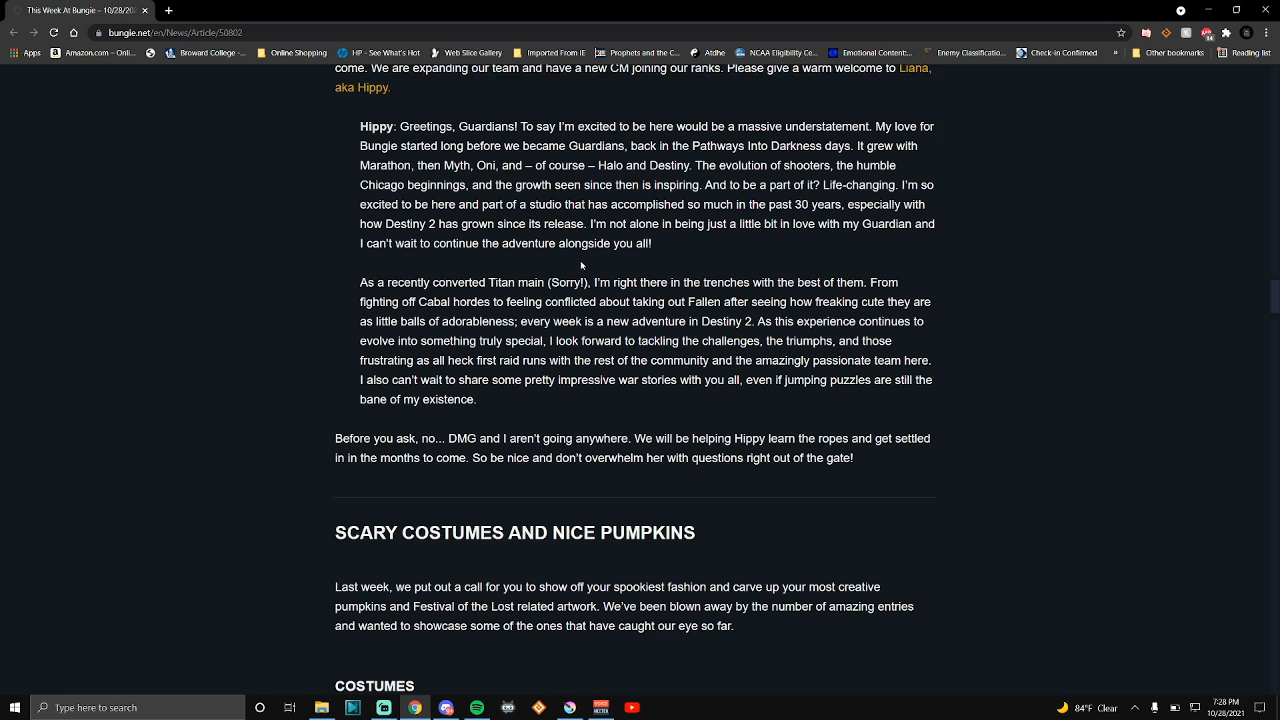 This Week At Bungie – 10/28/202
bungie.net/en/News/Article/50802
Apps
Amazon.com – Onli...
Broward College -...
Online Shopping
HP - See What's Hot
Web Slice Gallery
Imported From IE
Prophets and the C...
Jadhe
NCAA Eligibility Ce...
Emotional Content:...
Enemy Classificatio...
Check-In Confirmed
»
Other bookmarks
Reading list
come. We are expanding our team and have a new CM joining our ranks. Please give a warm welcome to Liana,
aka Hippy.
Hippy: Greetings, Guardians! To say I'm excited to be here would be a massive understatement. My love for
Bungie started long before we became Guardians, back in the Pathways Into Darkness days. It grew with
Marathon, then Myth, Oni, and – of course – Halo and Destiny. The evolution of shooters, the humble
Chicago beginnings, and the growth seen since then is inspiring. And to be a part of it? Life-changing. I'm so
excited to be here and part of a studio that has accomplished so much in the past 30 years, especially with
how Destiny 2 has grown since its release. I'm not alone in being just a little bit in love with my Guardian and
I can't wait to continue the adventure alongside you all!
As a recently converted Titan main (Sorry!), I'm right there in the trenches with the best of them. From
fighting off Cabal hordes to feeling conflicted about taking out Fallen after seeing how freaking cute they are
as little balls of adorableness; every week is a new adventure in Destiny 2. As this experience continues to
evolve into something truly special, I look forward to tackling the challenges, the triumphs, and those
frustrating as all heck first raid runs with the rest of the community and the amazingly passionate team here.
I also can't wait to share some pretty impressive war stories with you all, even if jumping puzzles are still the
bane of my existence.
Before you ask, no... DMG and I aren't going anywhere. We will be helping Hippy learn the ropes and get settled
in in the months to come. So be nice and don't overwhelm her with questions right out of the gate!
SCARY COSTUMES AND NICE PUMPKINS
Last week, we put out a call for you to show off your spookiest fashion and carve up your most creative
pumpkins and Festival of the Lost related artwork. We've been blown away by the number of amazing entries
and wanted to showcase some of the ones that have caught our eye so far.
COSTUMES
Type here to search
84°F Clear
7:28 PM
10/28/2021